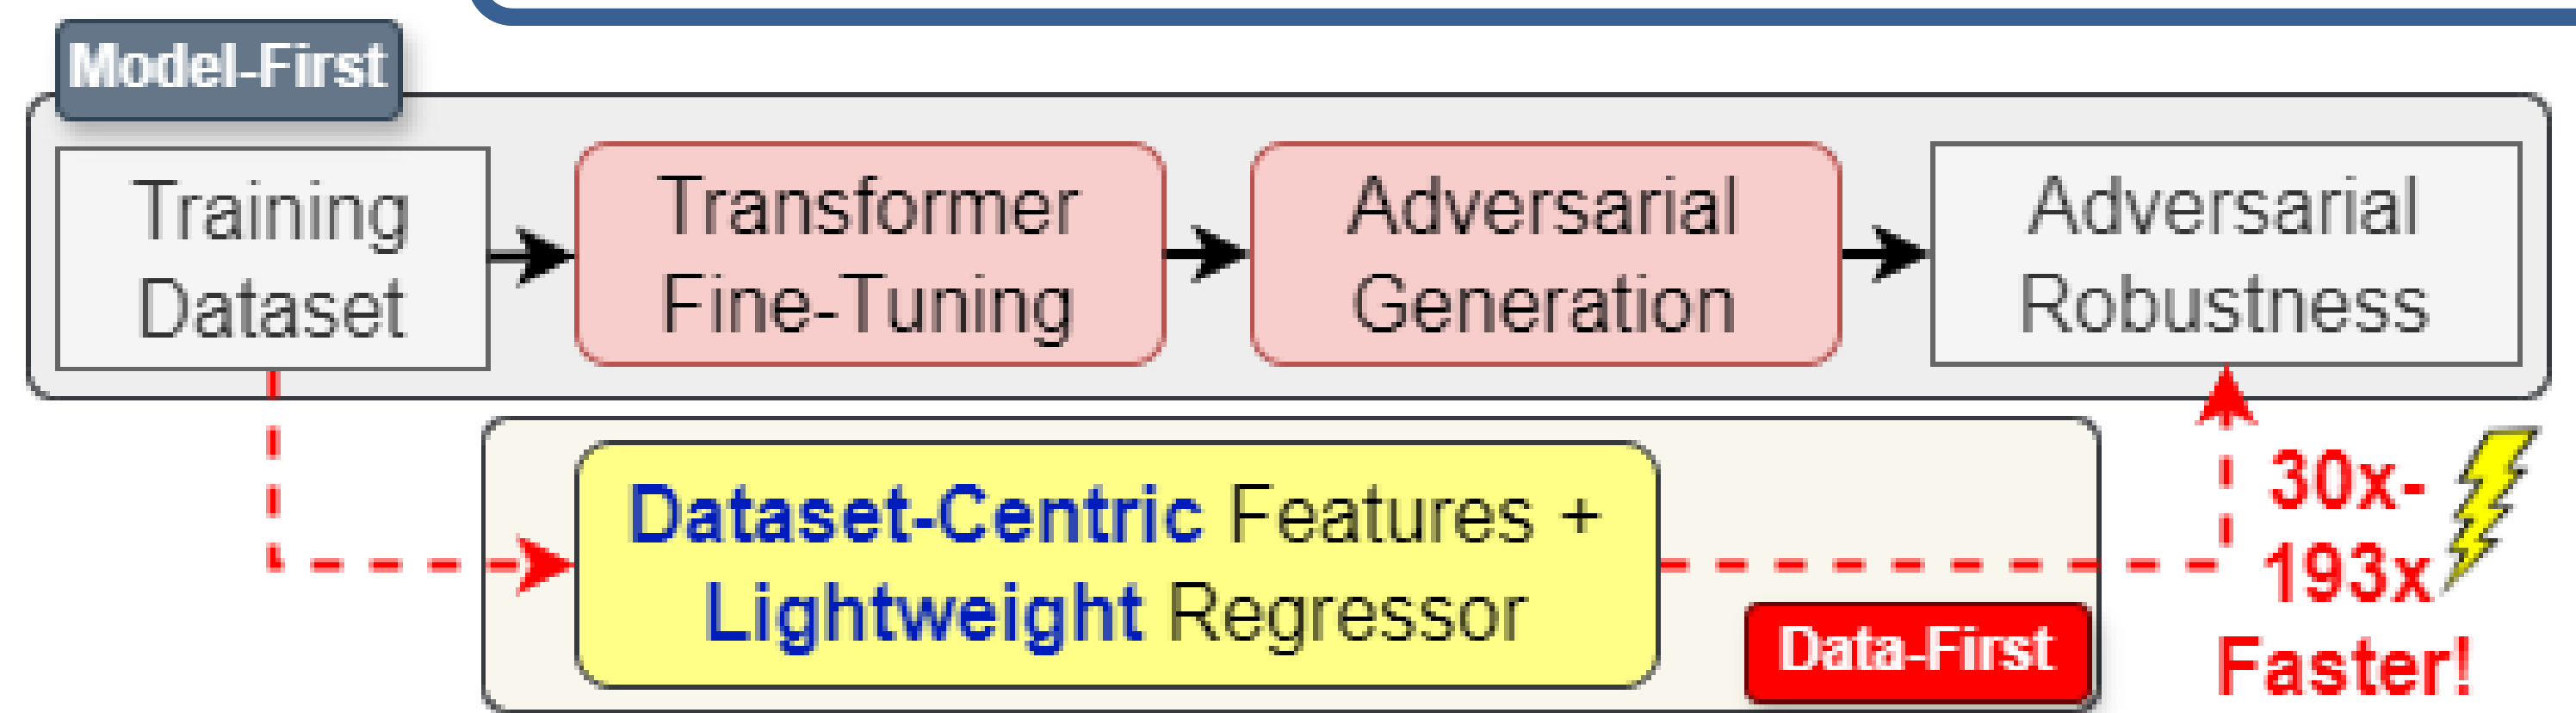 Model-First
Training
Dataset
Transformer
Fine-Tuning
Adversarial
Generation
Adversarial
Robustness
Dataset-Centric Features +
Lightweight Regressor
Data-First
30x-
193x
Faster!